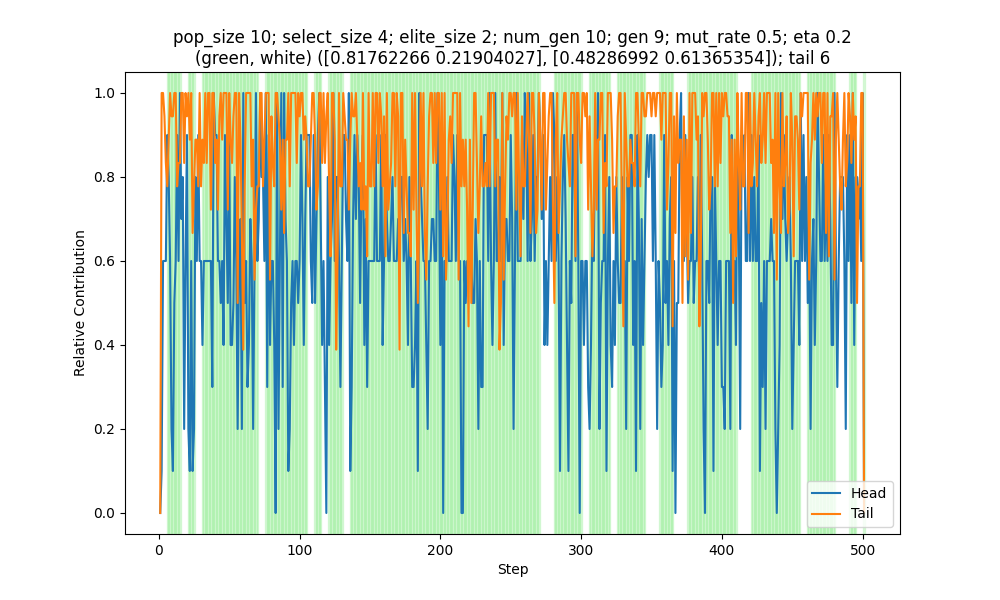 pop_size 10; select_size 4; elite_size 2; num_gen 10; gen 9; mut_rate 0.5; eta 0.2
(green, white) ([0.81762266 0.21904027], [0.48286992 0.61365354]); tail 6
1.0
0.8
0.6
0.4
0.2
0.0
Relative Contribution
Head
Tail
0
100
200
300
400
500
Step